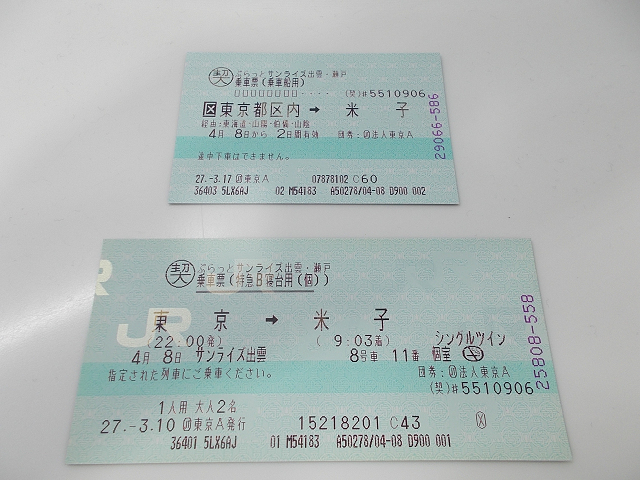 契 ぷらっとサンライズ出雲・瀬戸
乗車票(乗車船用)
(契)#5510906
区東京都区内 → 米 子
経由:東海道・山陽・伯備・山陰
4月 8日から 2日間有効 団券:団法人東京A
途中下車はできません。
27.-3.17 団東京A 07878102 C60
36403 5LX6AJ 02 M54183 A50278/04-08 D900 002
29066-586
契 ぷらっとサンライズ出雲・瀬戸
乗車票(特急B寝台用(個))
JR
東 京 → 米 子
(22:00発) ( 9:03着) シングルツイン
4月 8日 サンライズ出雲 8号車 11番 個室
指定された列車にご乗車ください。 団券:団法人東京A
(契)#5510906
1人用 大人2名
27.-3.10 団東京A発行 15218201 C43
36401 5LX6AJ 01 M54183 A50278/04-08 D900 001
25808-558